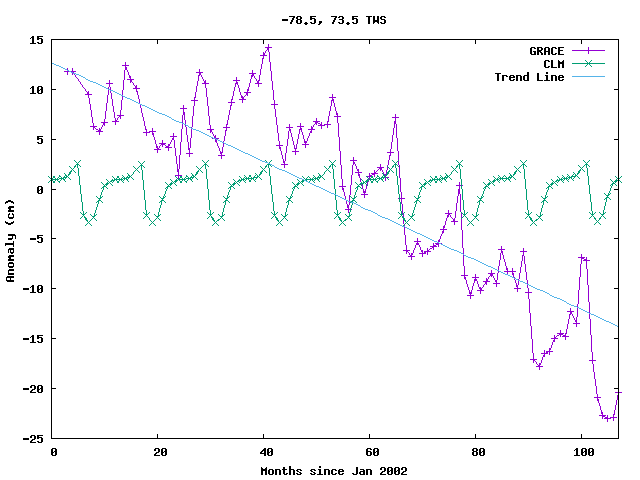 -78.5, 73.5 TWS
GRACE
CLM
Trend Line
15
10
5
0
-5
-10
-15
-20
-25
Anomaly (cm)
0 20 40 60 80 100
Months since Jan 2002